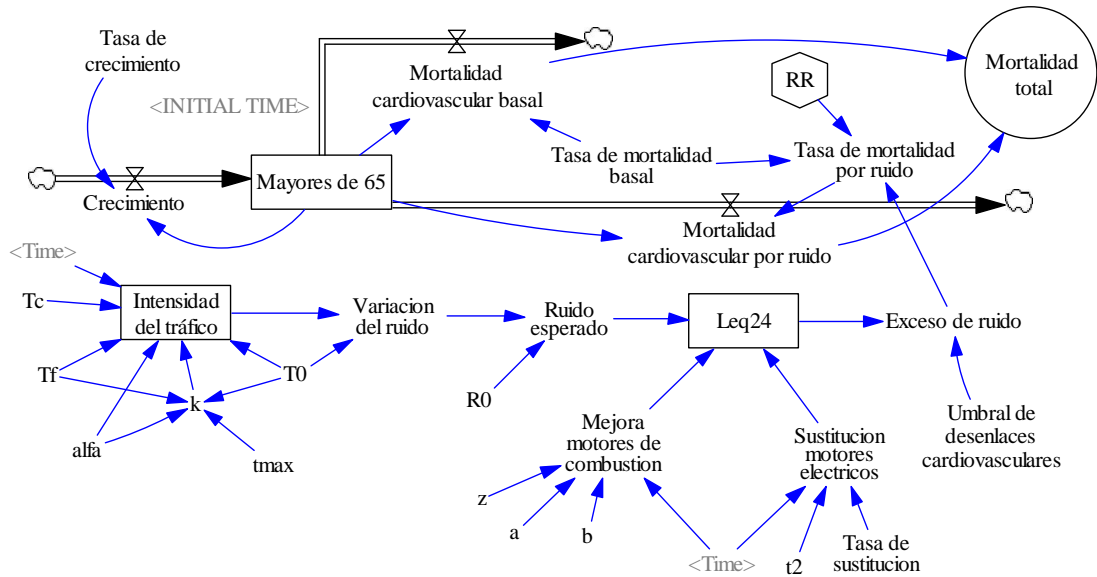 Tasa de
crecimiento
<INITIAL TIME>
Mortalidad
cardiovascular basal
RR
Mortalidad
total
Tasa de mortalidad
basal
Tasa de mortalidad
por ruido
Mayores de 65
Crecimiento
Mortalidad
cardiovascular por ruido
<Time>
Tc
Intensidad
del tráfico
Variacion
del ruido
Ruido
esperado
Leq24
Exceso de ruido
Tf
T0
k
R0
alfa
tmax
Mejora
motores de
combustion
Sustitucion
motores
electricos
Umbral de
desenlaces
cardiovasculares
z
a
b
<Time>
t2
Tasa de
sustitucion